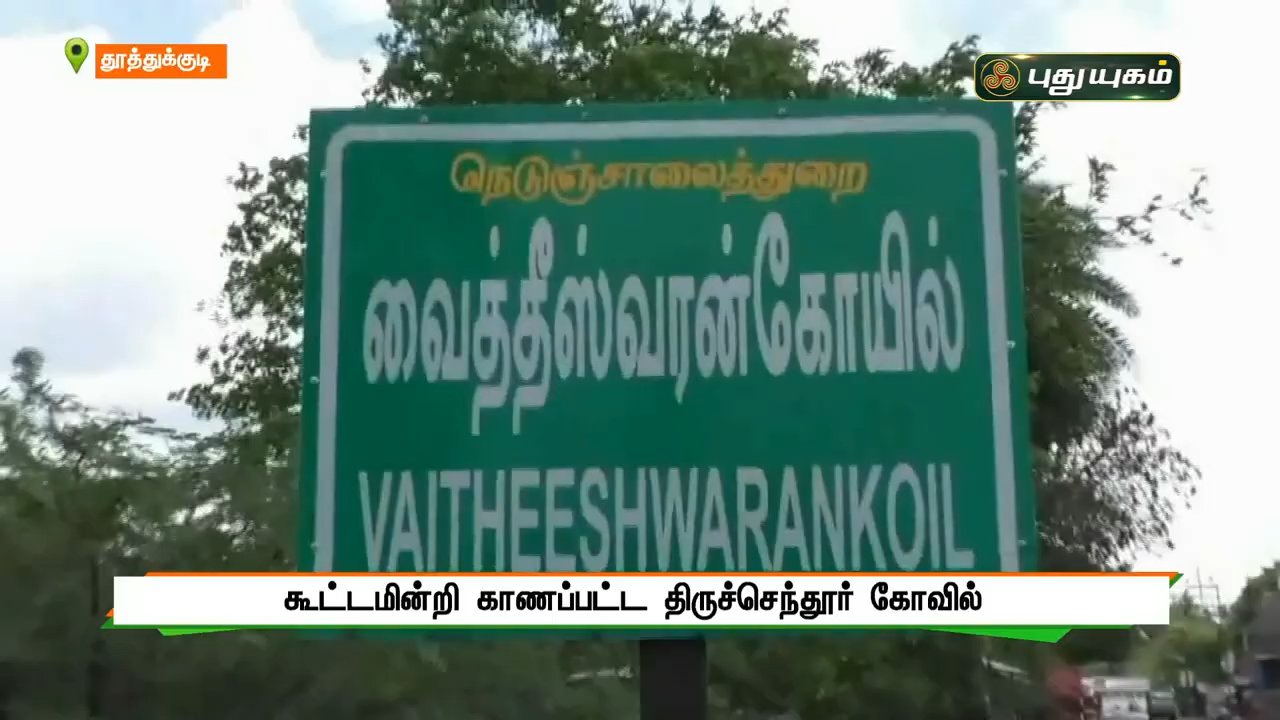 தூத்துக்குடி
புதுயுகம்
நெடுஞ்சாலைத்துறை
வைத்தீஸ்வரன்கோயில்
VAITHEESHWARANKOIL
கூட்டமின்றி காணப்பட்ட திருச்செந்தூர் கோவில்